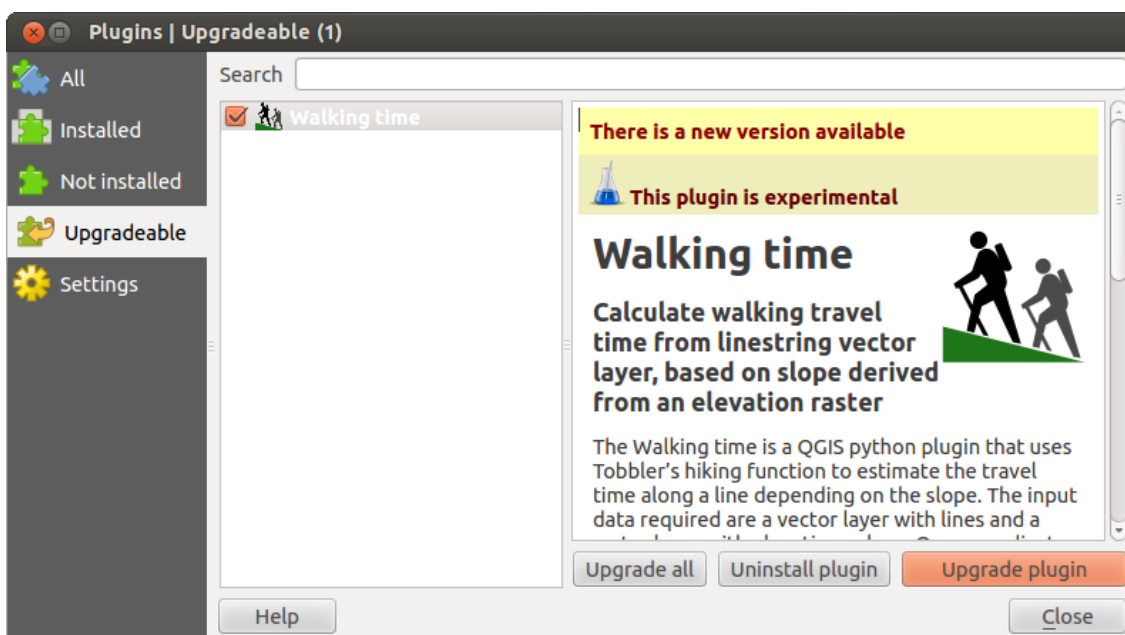 Plugins | Upgradeable (1)
All
Installed
Not installed
Upgradeable
Settings
Search
Walking time
There is a new version available
This plugin is experimental
Walking time
Calculate walking travel
time from linestring vector
layer, based on slope derived
from an elevation raster
The Walking time is a QGIS python plugin that uses
Tobbler's hiking function to estimate the travel
time along a line depending on the slope. The input
data required are a vector layer with lines and a
Upgrade all
Uninstall plugin
Upgrade plugin
Help
Close